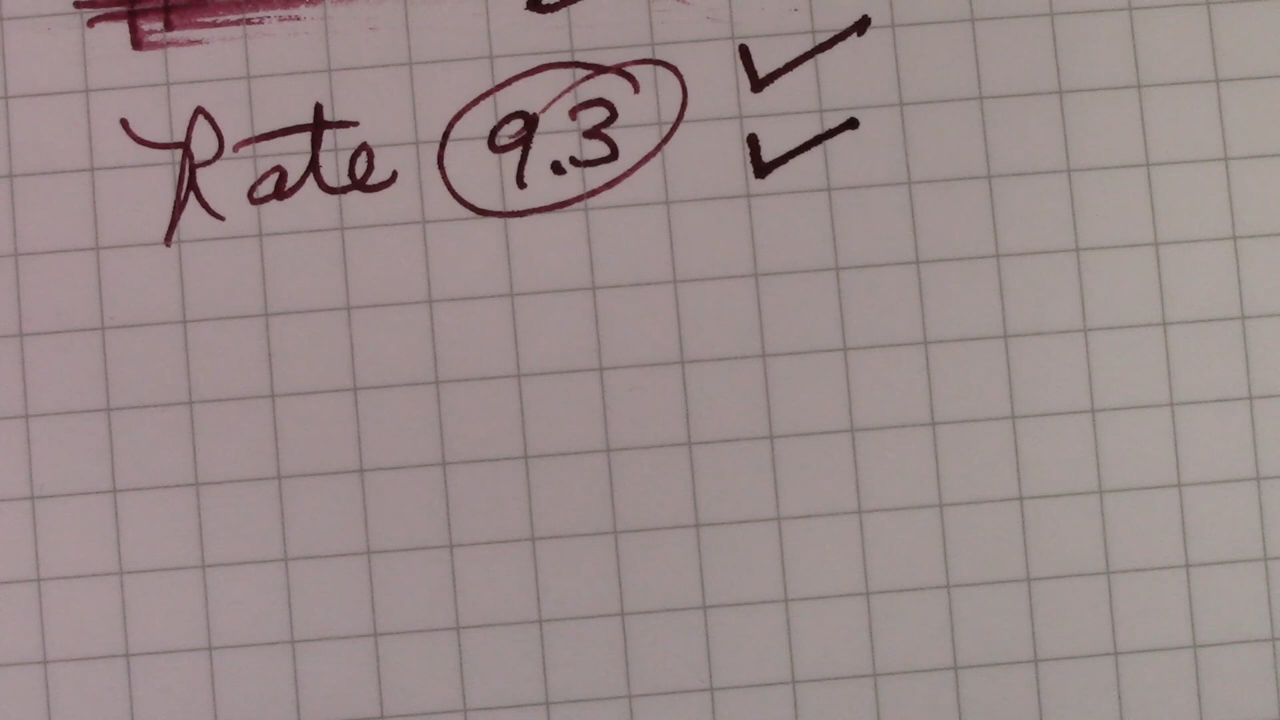 Rate 9.3 ✓ ✓